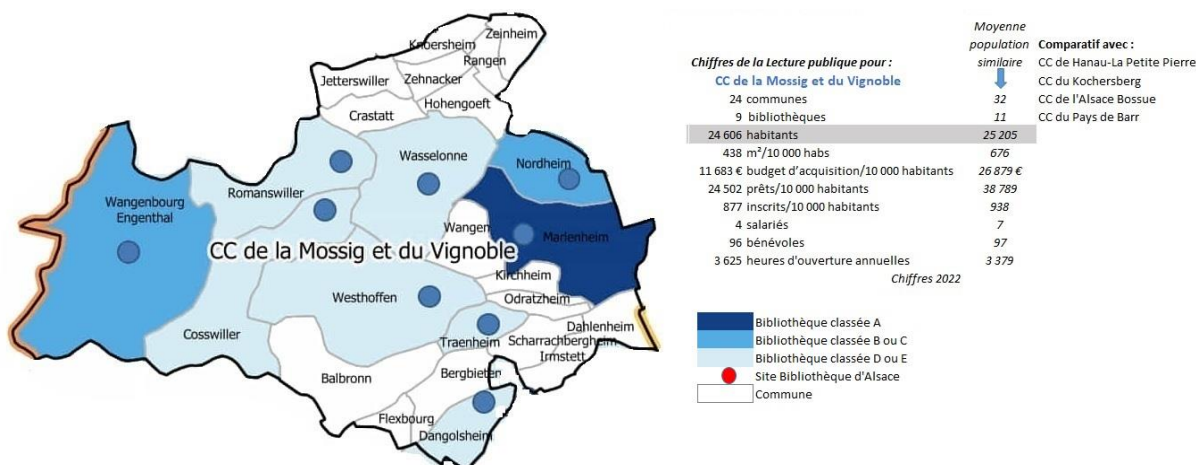 Zeinheim
Knoersheim
Rangen
Jetterswiller
Zehnacker
Hohengoeft
Crastatt
Wasselonne
Nordheim
Romanswiller
Wangenbourg
Engenthal
Wangen
Marlenheim
CC de la Mossig et du Vignoble
Kirchheim
Westhoffen
Odratzheim
Cosswiller
Dahlenheim
Traenheim
Scharrachbergheim
Irmstett
Balbronn
Bergbieten
Flexbourg
Dangolsheim
Moyenne
population
similaire
Comparatif avec :
CC de Hanau-La Petite Pierre
CC du Kochersberg
CC de l'Alsace Bossue
CC du Pays de Barr
Chiffres de la Lecture publique pour :
CC de la Mossig et du Vignoble
24 communes 32
9 bibliothèques 11
24 606 habitants 25 205
438 m²/10 000 habs 676
11 683 € budget d'acquisition/10 000 habitants 26 879 €
24 502 prêts/10 000 habitants 38 789
877 inscrits/10 000 habitants 938
4 salariés 7
96 bénévoles 97
3 625 heures d'ouverture annuelles 3 379
Chiffres 2022
Bibliothèque classée A
Bibliothèque classée B ou C
Bibliothèque classée D ou E
Site Bibliothèque d'Alsace
Commune